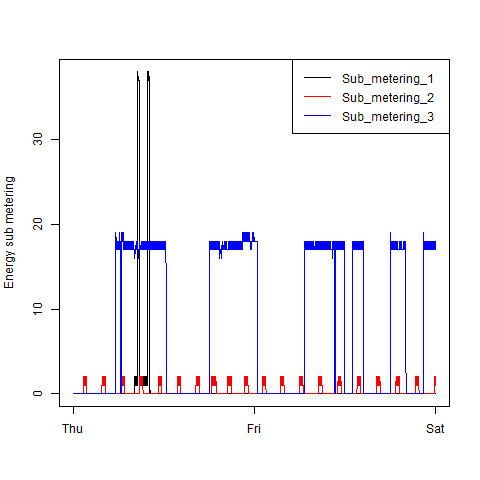 Sub_metering_1
Sub_metering_2
Sub_metering_3
Energy sub metering
30
20
10
0
Thu Fri Sat